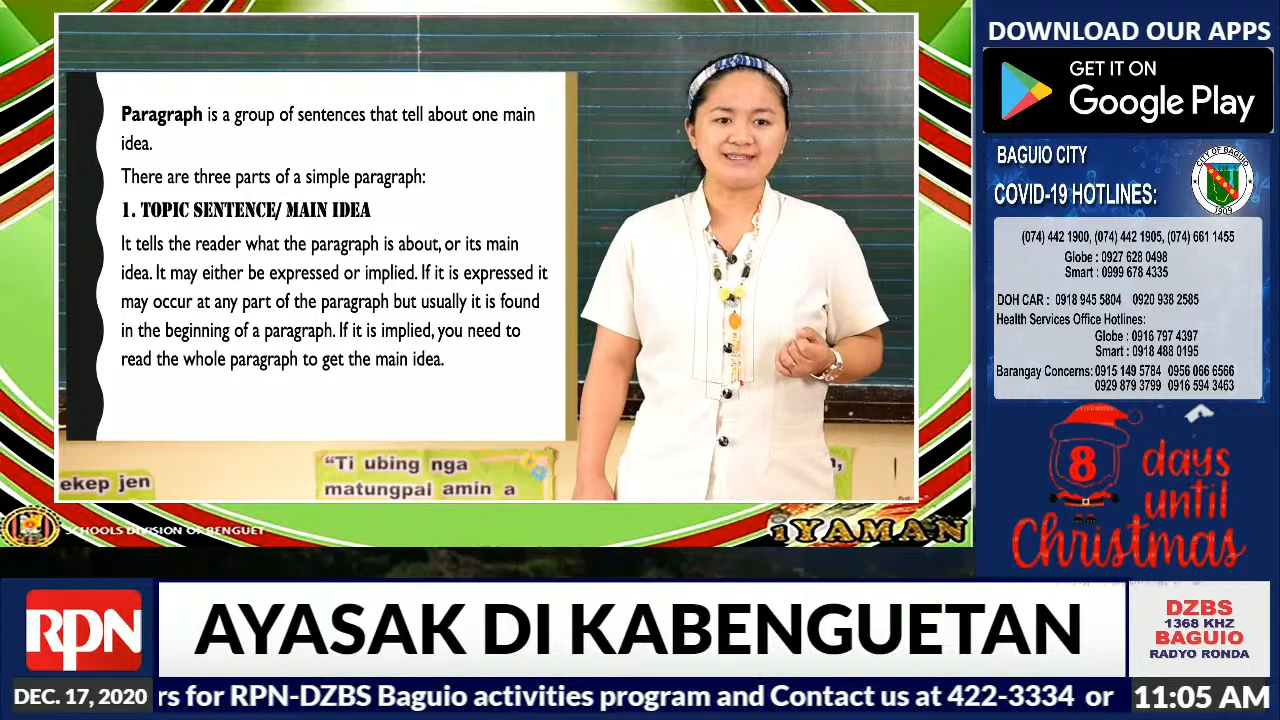 Paragraph is a group of sentences that tell about one main
idea.
There are three parts of a simple paragraph:
1. TOPIC SENTENCE/ MAIN IDEA
It tells the reader what the paragraph is about, or its main
idea. It may either be expressed or implied. If it is expressed it
may occur at any part of the paragraph but usually it is found
in the beginning of a paragraph. If it is implied, you need to
read the whole paragraph to get the main idea.
ekep jen
“Ti ubing nga
matungpal amin a
SCHOOLS DIVISION OF BENGUET
iYAMAN
DOWNLOAD OUR APPS
GET IT ON
Google Play
BAGUIO CITY
COVID-19 HOTLINES:
CITY OF BAGUIO
1909
(074) 442 1900, (074) 442 1905, (074) 661 1455
Globe : 0927 628 0498
Smart : 0999 678 4335
DOH CAR : 0918 945 5804 0920 938 2585
Health Services Office Hotlines:
Globe : 0916 797 4397
Smart : 0918 488 0195
Barangay Concerns: 0915 149 5784 0956 066 6566
0929 879 3799 0916 594 3463
8 days
until
Christmas
RPN
AYASAK DI KABENGUETAN
DZBS
1368 KHZ
BAGUIO
RADYO RONDA
DEC. 17, 2020
rs for RPN-DZBS Baguio activities program and Contact us at 422-3334 or
11:05 AM